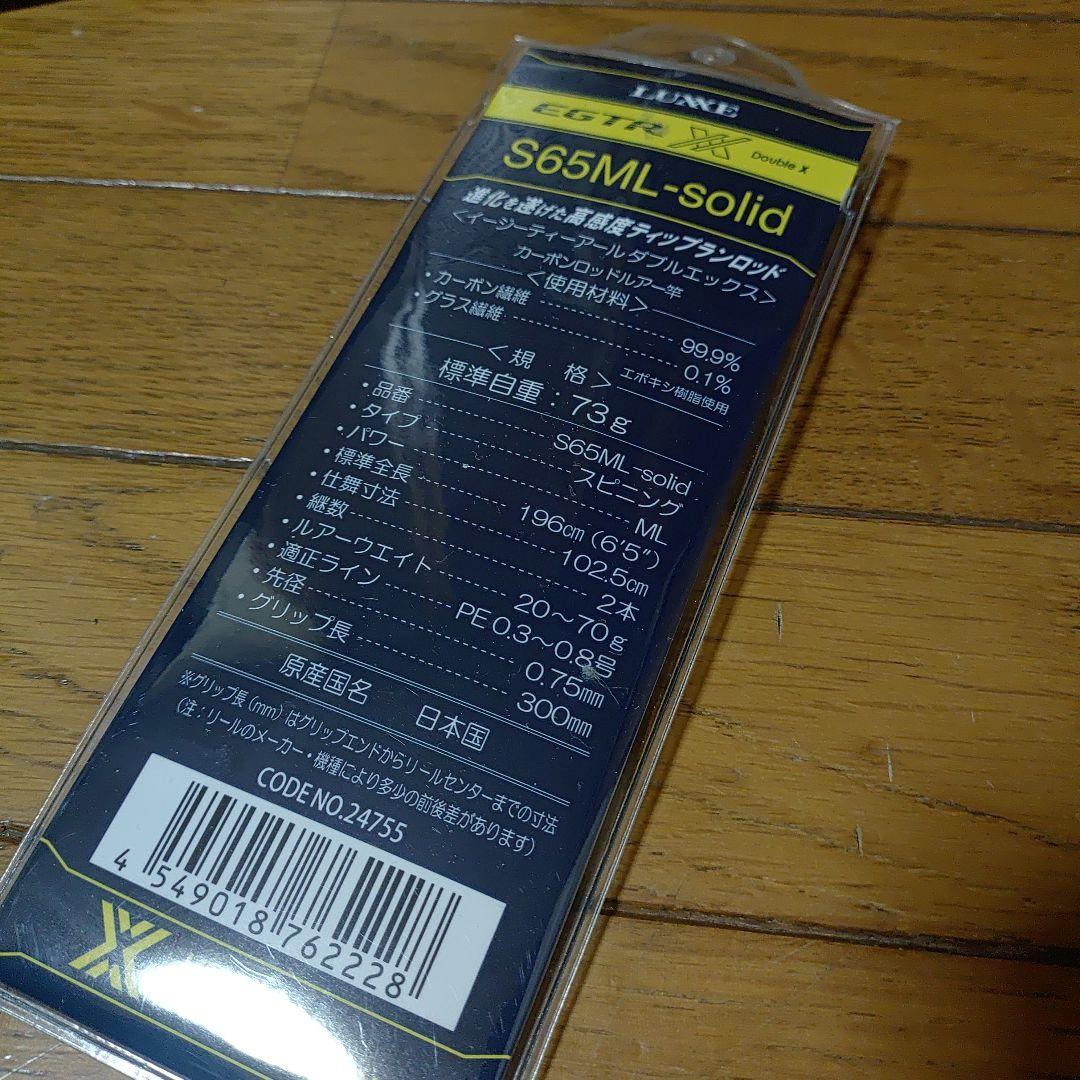 LUXXE
EGTR XX Double X
S65ML-solid
進化を遂げた高感度ティップランロッド
<イージーティーアール ダブルエックス>
カーボンロッドルアー竿
<使用材料>
・カーボン繊維 99.9%
・グラス繊維 0.1%
エポキシ樹脂使用
<規 格>
標準自重：73g
・品番 S65ML-solid
・タイプ スピニング
・パワー ML
・標準全長 196cm (6'5")
・仕舞寸法 102.5cm
・継数 2本
・ルアーウエイト 20～70g
・適正ライン PE 0.3～0.8号
・先径 0.75mm
・グリップ長 300mm
原産国名 日本国
※グリップ長(mm)はグリップエンドからリールセンターまでの寸法
(注：リールのメーカー・機種により多少の前後差があります)
CODE NO.24755
4 549018 762228
XX